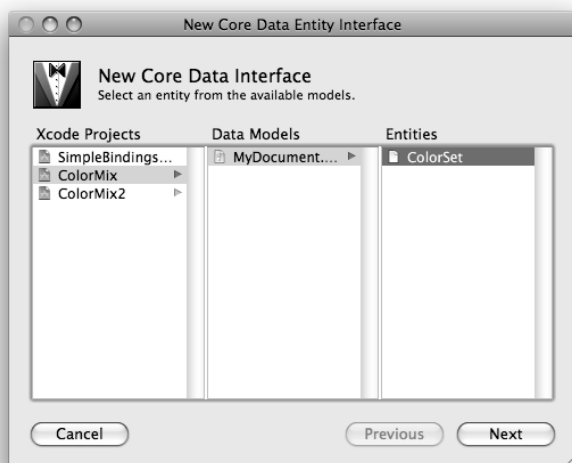 New Core Data Entity Interface
New Core Data Interface
Select an entity from the available models.
Xcode Projects
Data Models
Entities
SimpleBindings...
MyDocument....
ColorSet
ColorMix
ColorMix2
Cancel
Previous
Next